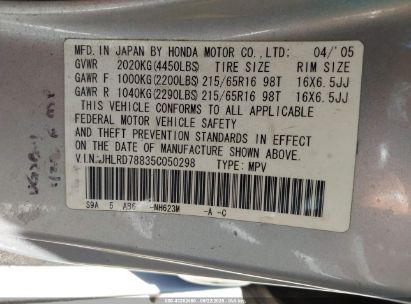 MFD. IN JAPAN BY HONDA MOTOR CO., LTD. 04/'05
GVWR 2020KG(4450LBS) TIRE SIZE RIM SIZE
GAWR F 1000KG(2200LBS) 215/65R16 98T 16X6.5JJ
GAWR R 1040KG(2290LBS) 215/65R16 98T 16X6.5JJ
THIS VEHICLE CONFORMS TO ALL APPLICABLE
FEDERAL MOTOR VEHICLE SAFETY
AND THEFT PREVENTION STANDARDS IN EFFECT
ON THE DATE OF MANUFACTURE SHOWN ABOVE.
V.I.N:JHLRD78835C050298 TYPE: MPV
S9A 5 A36 -NH623M -A -C